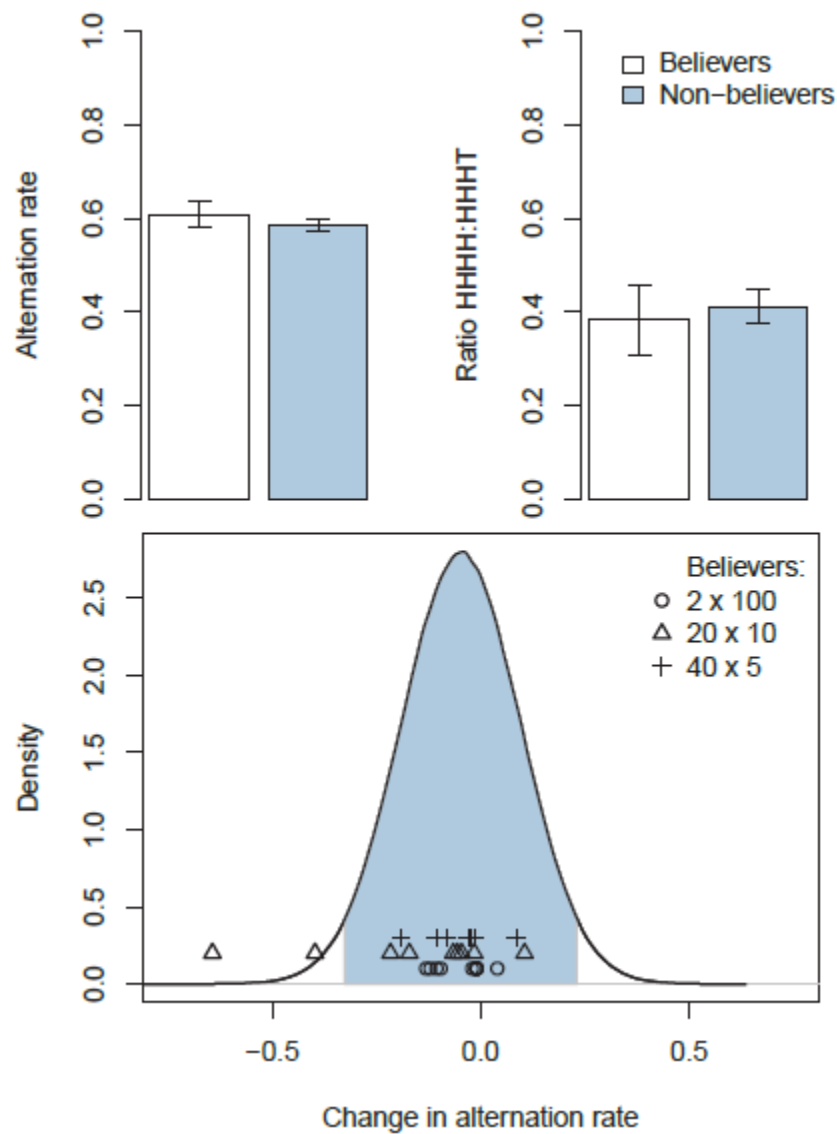 Alternation rate
0.0 0.2 0.4 0.6 0.8 1.0
Ratio HHHH:HHHT
0.0 0.2 0.4 0.6 0.8 1.0
Believers
Non−believers
Density
0.0 0.5 1.0 1.5 2.0 2.5
Believers:
2 x 100
20 x 10
40 x 5
−0.5 0.0 0.5
Change in alternation rate